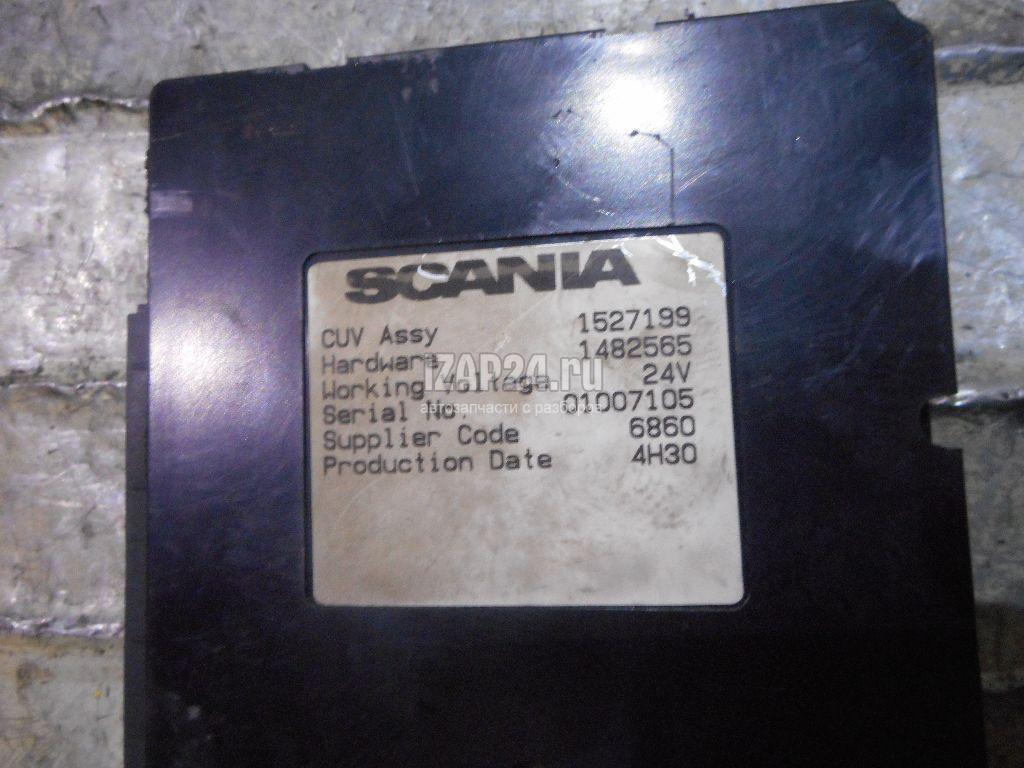 SCANIA
CUV Assy 1527199
Hardware 1482565
Working Voltage 24V
Serial No. 01007105
Supplier Code 6860
Production Date 4H30
IZAP24.ru
автозапчасти с разборов